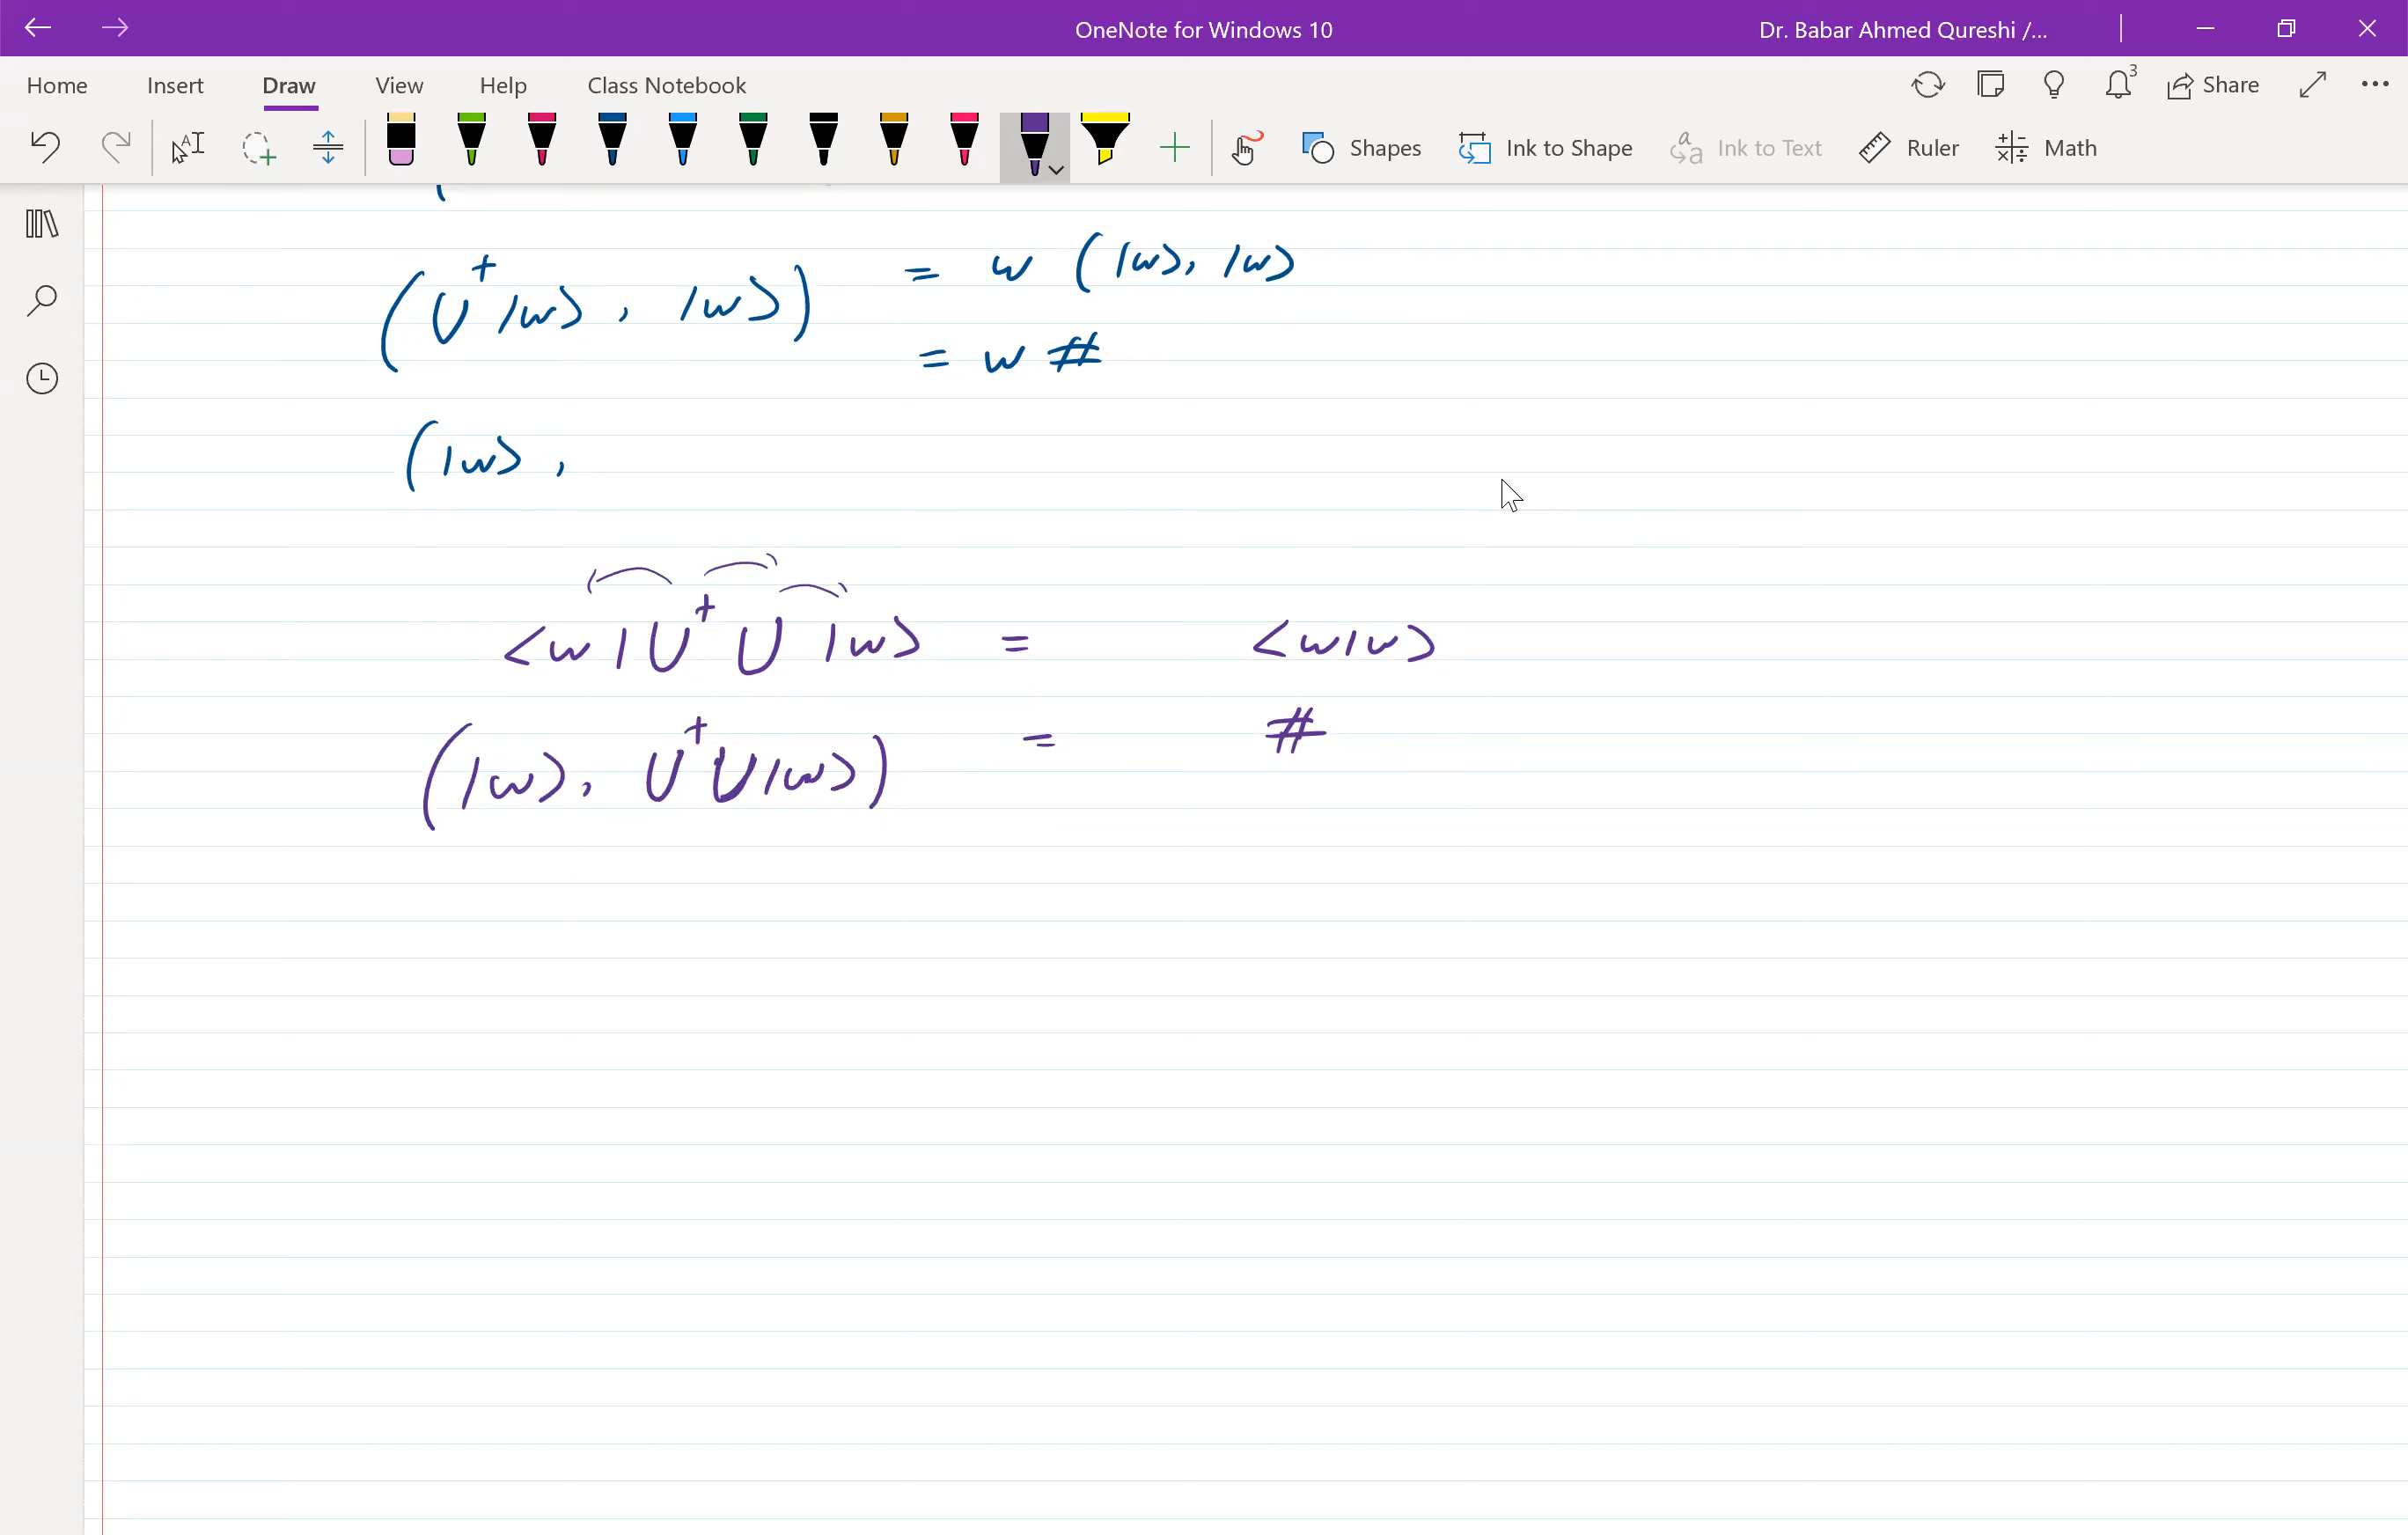 OneNote for Windows 10 Dr. Babar Ahmed Qureshi /...
Home Insert Draw View Help Class Notebook 3 Share
Shapes Ink to Shape Ink to Text Ruler Math
(U†|w⟩, |w⟩) = w (|w⟩, |w⟩
= w #
(|w⟩,
<w|U†U|w⟩ = <w|w⟩
(|w⟩, U†U|w⟩) = #